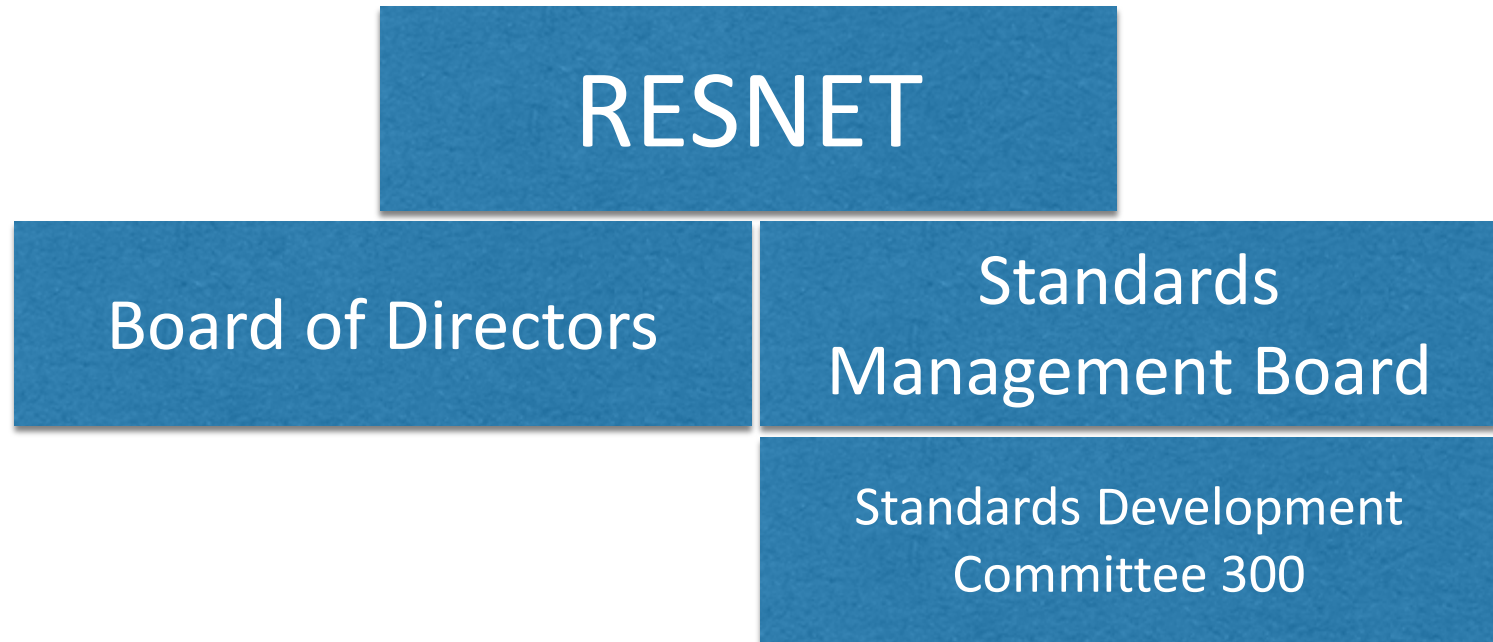 RESNET
Board of Directors
Standards
Management Board
Standards Development
Committee 300